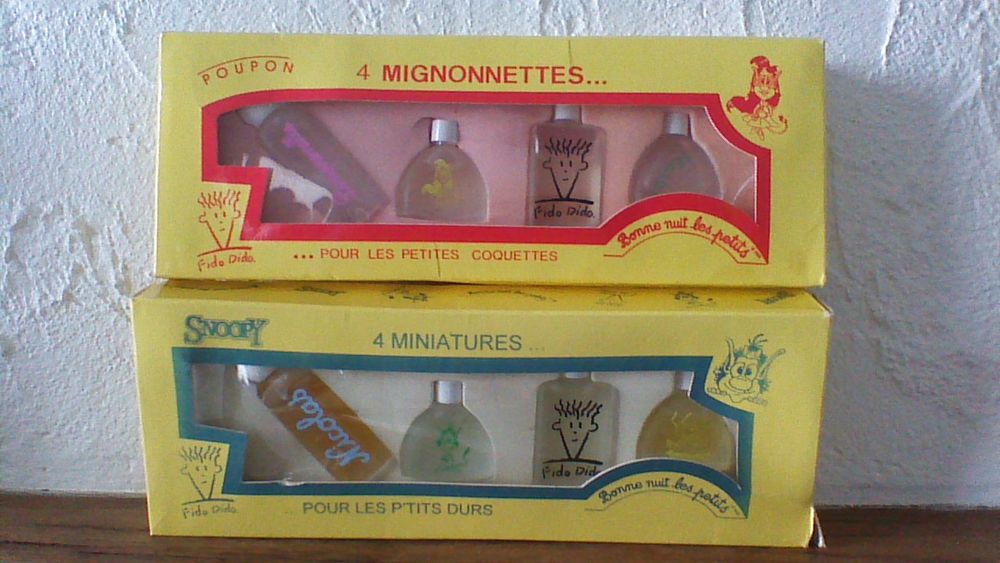 POUPON
4 MIGNONNETTES...
Fido Dido.
Fido Dido.
Bonne nuit les petits
... POUR LES PETITES COQUETTES
SNOOPY
4 MINIATURES ...
Nicolas
Fido Dido
Fido Dido.
Bonne nuit les petits
... POUR LES P'TITS DURS